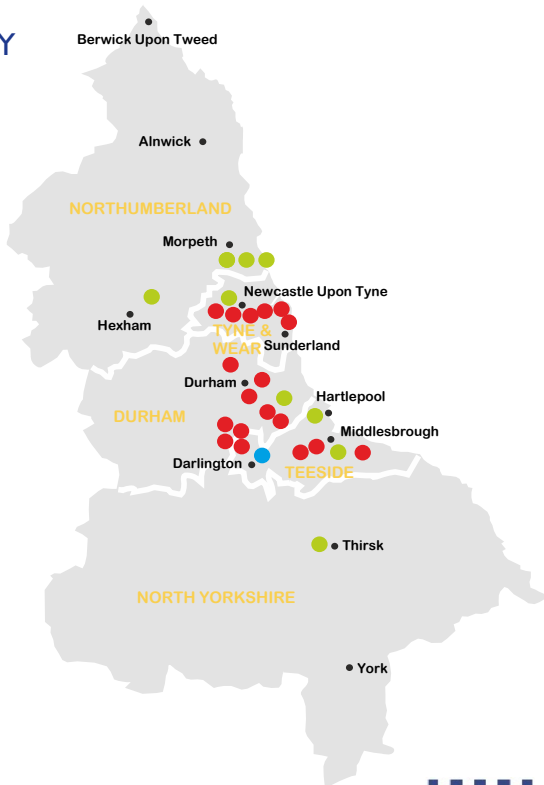 Y
Berwick Upon Tweed
Alnwick
NORTHUMBERLAND
Morpeth
Newcastle Upon Tyne
Hexham
TYNE &
WEAR
Sunderland
Durham
Hartlepool
DURHAM
Middlesbrough
Darlington
TEESIDE
Thirsk
NORTH YORKSHIRE
York